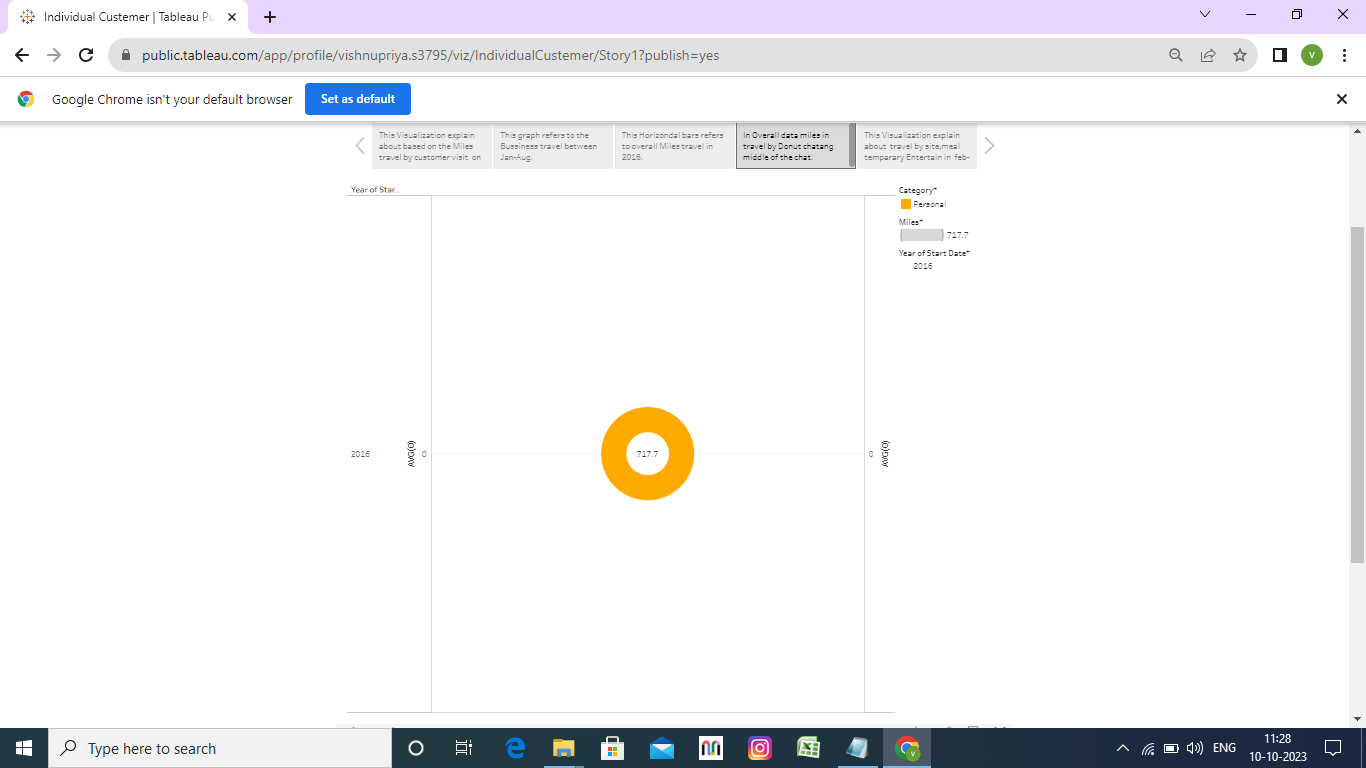 Individual Custemer | Tableau Pu
public.tableau.com/app/profile/vishnupriya.s3795/viz/IndividualCustemer/Story1?publish=yes
V
Google Chrome isn't your default browser
Set as default
This Visualization explain
about based on the Miles
travel by customer visit on
This graph refers to the
Bussiness travel between
Jan-Aug.
This Horizondal bars refers
to overall Miles travel in
2016.
In Overall data miles in
travel by Donut chatang
middle of the chat.
This Visualization explain
about travel by site,meal
temparary Entertain in feb-
Year of Star..
Category*
Personal
Miles*
717.7
Year of Start Date*
2016
2016
AVG(0)
0
717.7
0
AVG(0)
Type here to search
ENG
11:28
10-10-2023